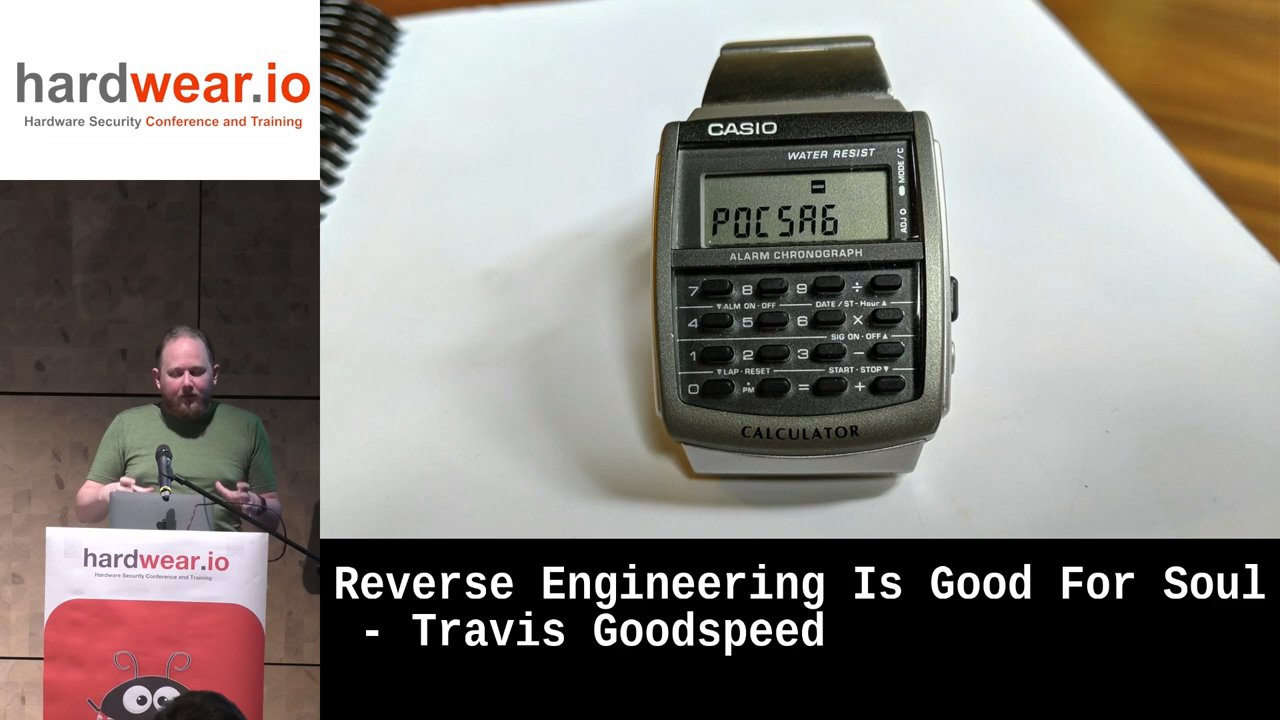 hardwear.io
Hardware Security Conference and Training
CASIO
WATER RESIST
MODE/C
ADJ
POCSAG
ALARM CHRONOGRAPH
7 8 9 ÷
▼ALM ON·OFF DATE / ST-Hour▲
4 5 6 ×
SIG ON·OFF▲
1 2 3 −
▼LAP·RESET START·STOP▼
0 · PM = +
CALCULATOR
hardwear.io
Hardware Security Conference and Training
Reverse Engineering Is Good For Soul
- Travis Goodspeed